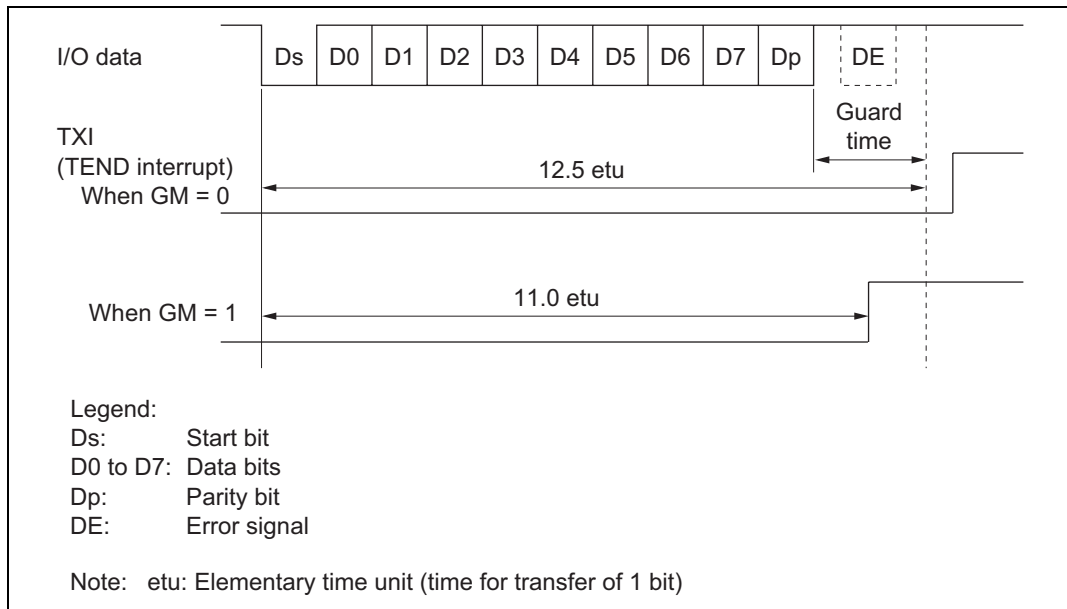 I/O data
Ds D0 D1 D2 D3 D4 D5 D6 D7 Dp DE
Guard
time
TXI
(TEND interrupt)
When GM = 0
12.5 etu
When GM = 1
11.0 etu
Legend:
Ds: Start bit
D0 to D7: Data bits
Dp: Parity bit
DE: Error signal
Note: etu: Elementary time unit (time for transfer of 1 bit)